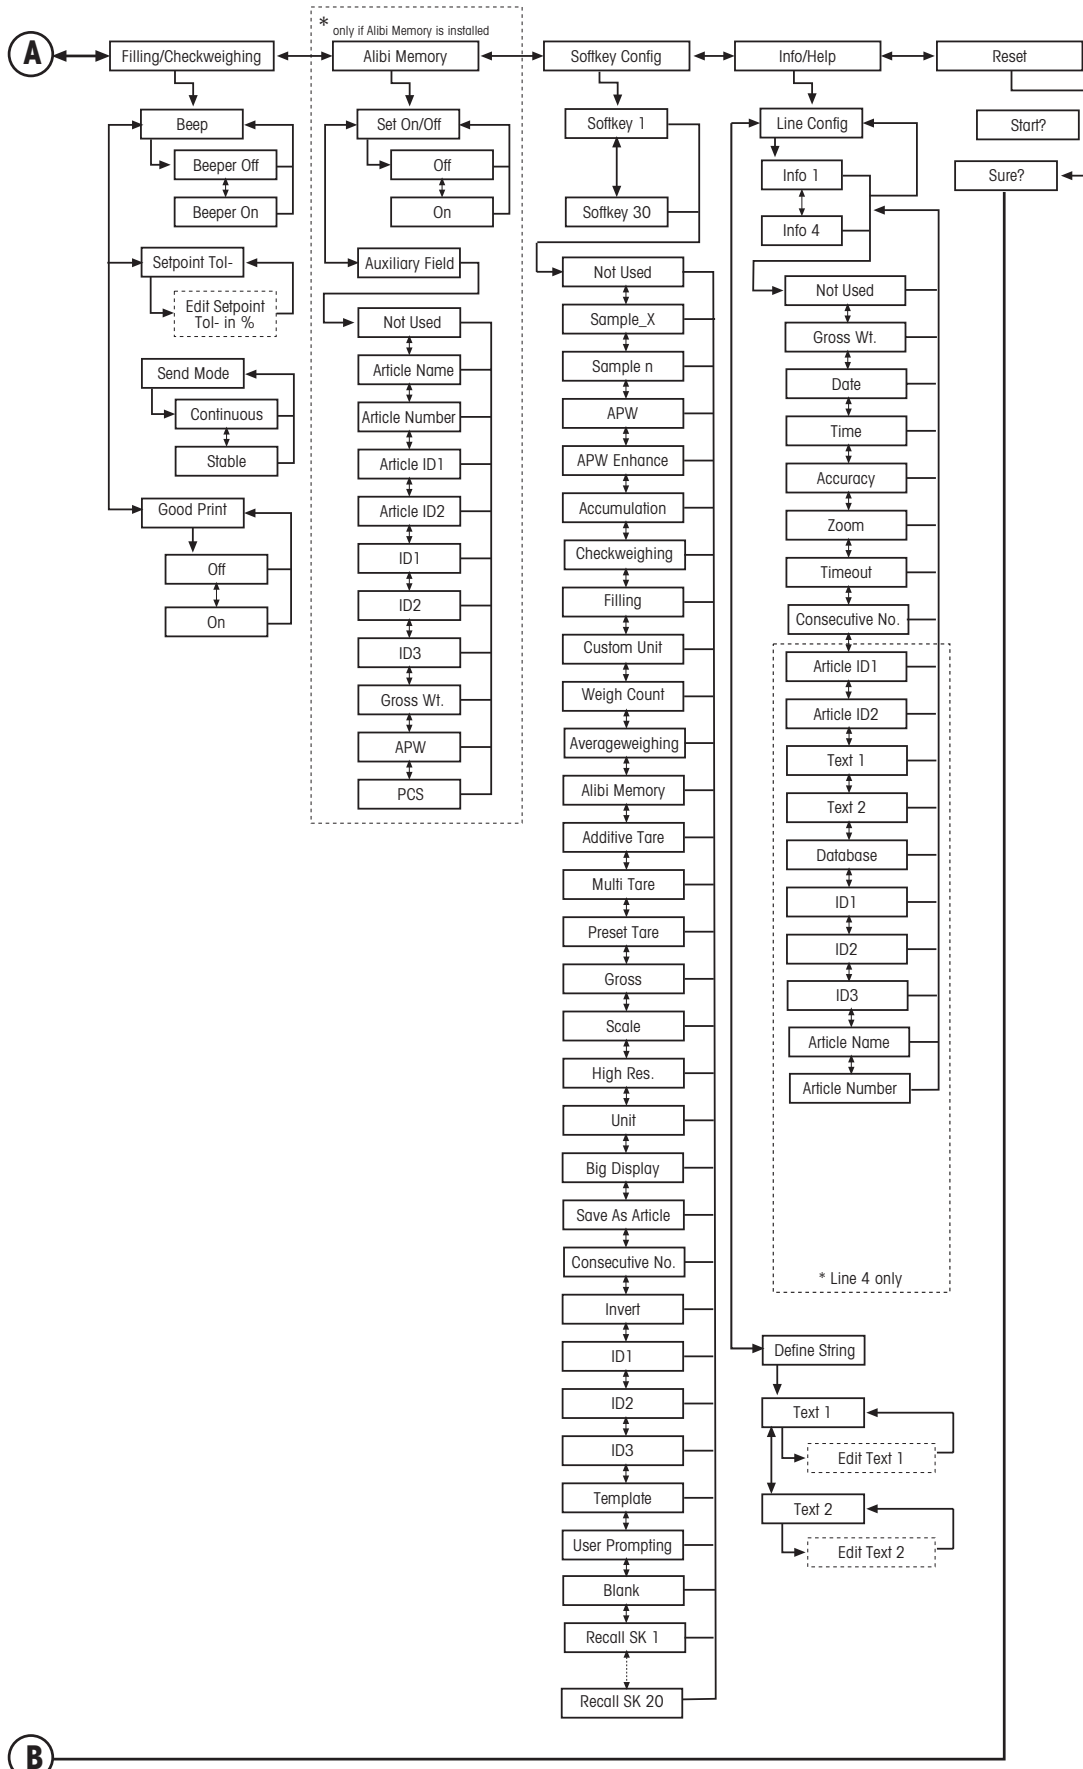 * only if Alibi Memory is installed
A
Filling/Checkweighing
Alibi Memory
Softkey Config
Info/Help
Reset
Beep
Beeper Off
Beeper On
Setpoint Tol-
Edit Setpoint
Tol- in %
Send Mode
Continuous
Stable
Good Print
Off
On
Set On/Off
Off
On
Auxiliary Field
Not Used
Article Name
Article Number
Article ID1
Article ID2
ID1
ID2
ID3
Gross Wt.
APW
PCS
Softkey 1
Softkey 30
Not Used
Sample_X
Sample n
APW
APW Enhance
Accumulation
Checkweighing
Filling
Custom Unit
Weigh Count
Averageweighing
Alibi Memory
Additive Tare
Multi Tare
Preset Tare
Gross
Scale
High Res.
Unit
Big Display
Save As Article
Consecutive No.
Invert
ID1
ID2
ID3
Template
User Prompting
Blank
Recall SK 1
Recall SK 20
Line Config
Info 1
Info 4
Not Used
Gross Wt.
Date
Time
Accuracy
Zoom
Timeout
Consecutive No.
Article ID1
Article ID2
Text 1
Text 2
Database
ID1
ID2
ID3
Article Name
Article Number
* Line 4 only
Define String
Text 1
Edit Text 1
Text 2
Edit Text 2
Start?
Sure?
B